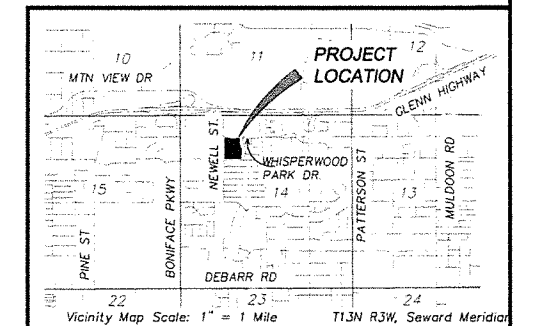 10
11
12
PROJECT
LOCATION
MTN VIEW DR
GLENN HIGHWAY
NEWELL ST.
WHISPERWOOD
PARK DR.
15
14
13
PINE ST
BONIFACE PKWY
PATTERSON ST
MULDOON RD
DEBARR RD
22
23
24
Vicinity Map Scale: 1" = 1 Mile
T13N R3W, Seward Meridian